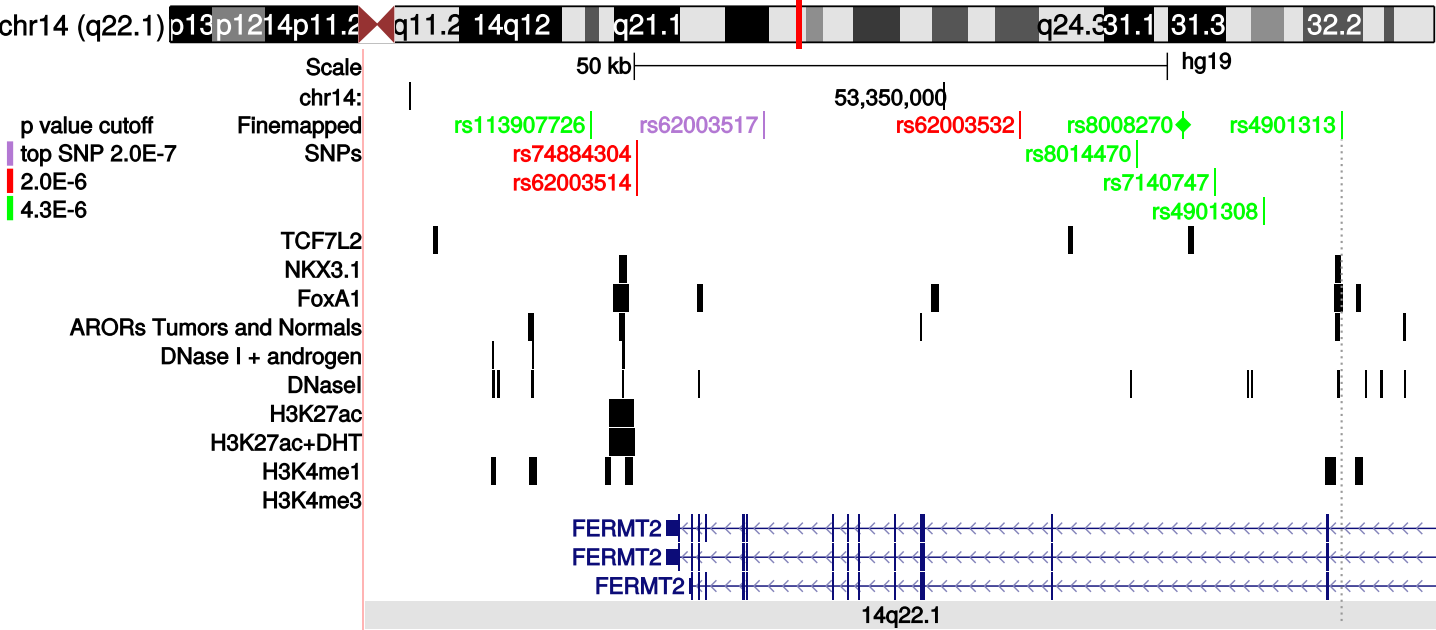 chr14 (q22.1) p13 p12 14p11.2 q11.2 14q12 q21.1 q24.3 31.1 31.3 32.2
Scale 50 kb hg19
chr14: 53,350,000
p value cutoff Finemapped rs113907726 rs62003517 rs62003532 rs8008270 rs4901313
top SNP 2.0E-7 SNPs rs74884304 rs8014470
2.0E-6 rs62003514 rs7140747
4.3E-6 rs4901308
TCF7L2
NKX3.1
FoxA1
ARORs Tumors and Normals
DNase I + androgen
DNaseI
H3K27ac
H3K27ac+DHT
H3K4me1
H3K4me3
FERMT2
FERMT2
FERMT2
14q22.1